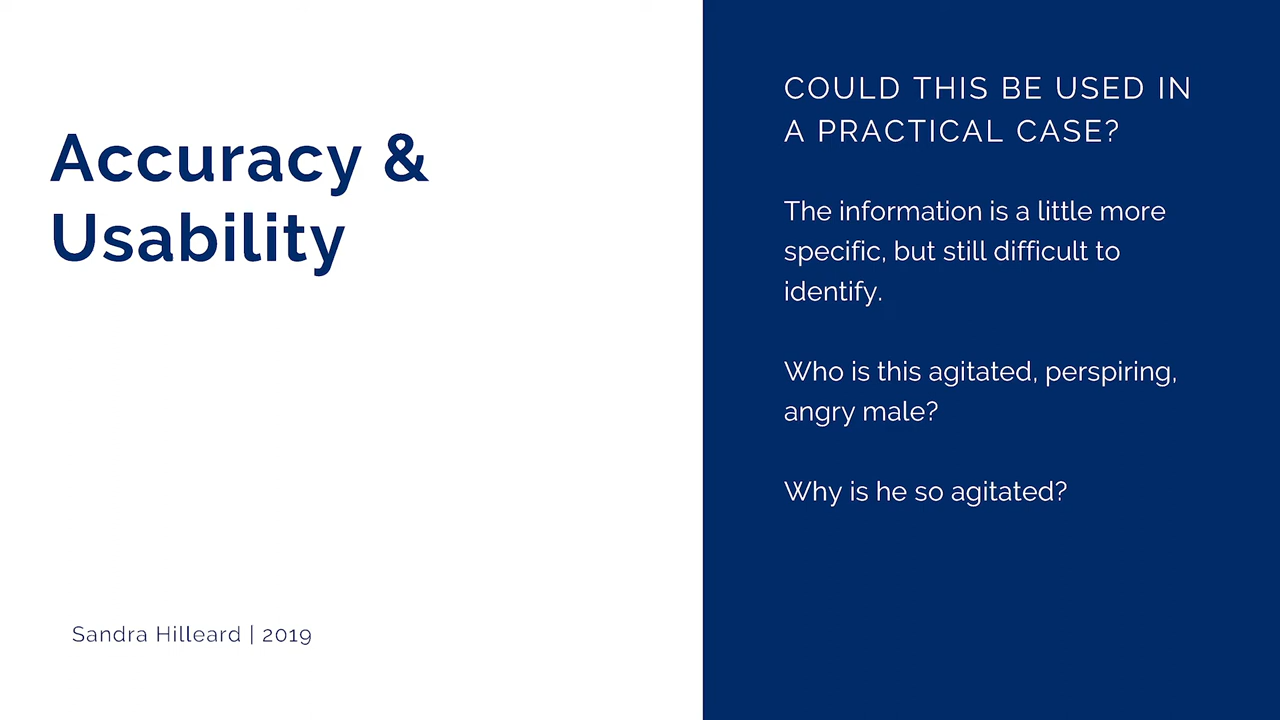 Accuracy &
Usability
Sandra Hilleard | 2019
COULD THIS BE USED IN
A PRACTICAL CASE?
The information is a little more
specific, but still difficult to
identify.
Who is this agitated, perspiring,
angry male?
Why is he so agitated?